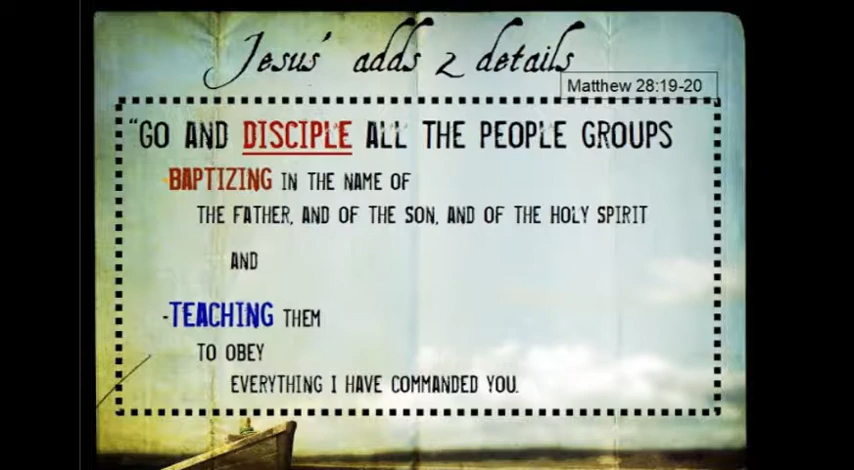 Jesus' adds 2 details
Matthew 28:19-20
"GO AND DISCIPLE ALL THE PEOPLE GROUPS
-BAPTIZING IN THE NAME OF
THE FATHER, AND OF THE SON, AND OF THE HOLY SPIRIT
AND
-TEACHING THEM
TO OBEY
EVERYTHING I HAVE COMMANDED YOU.